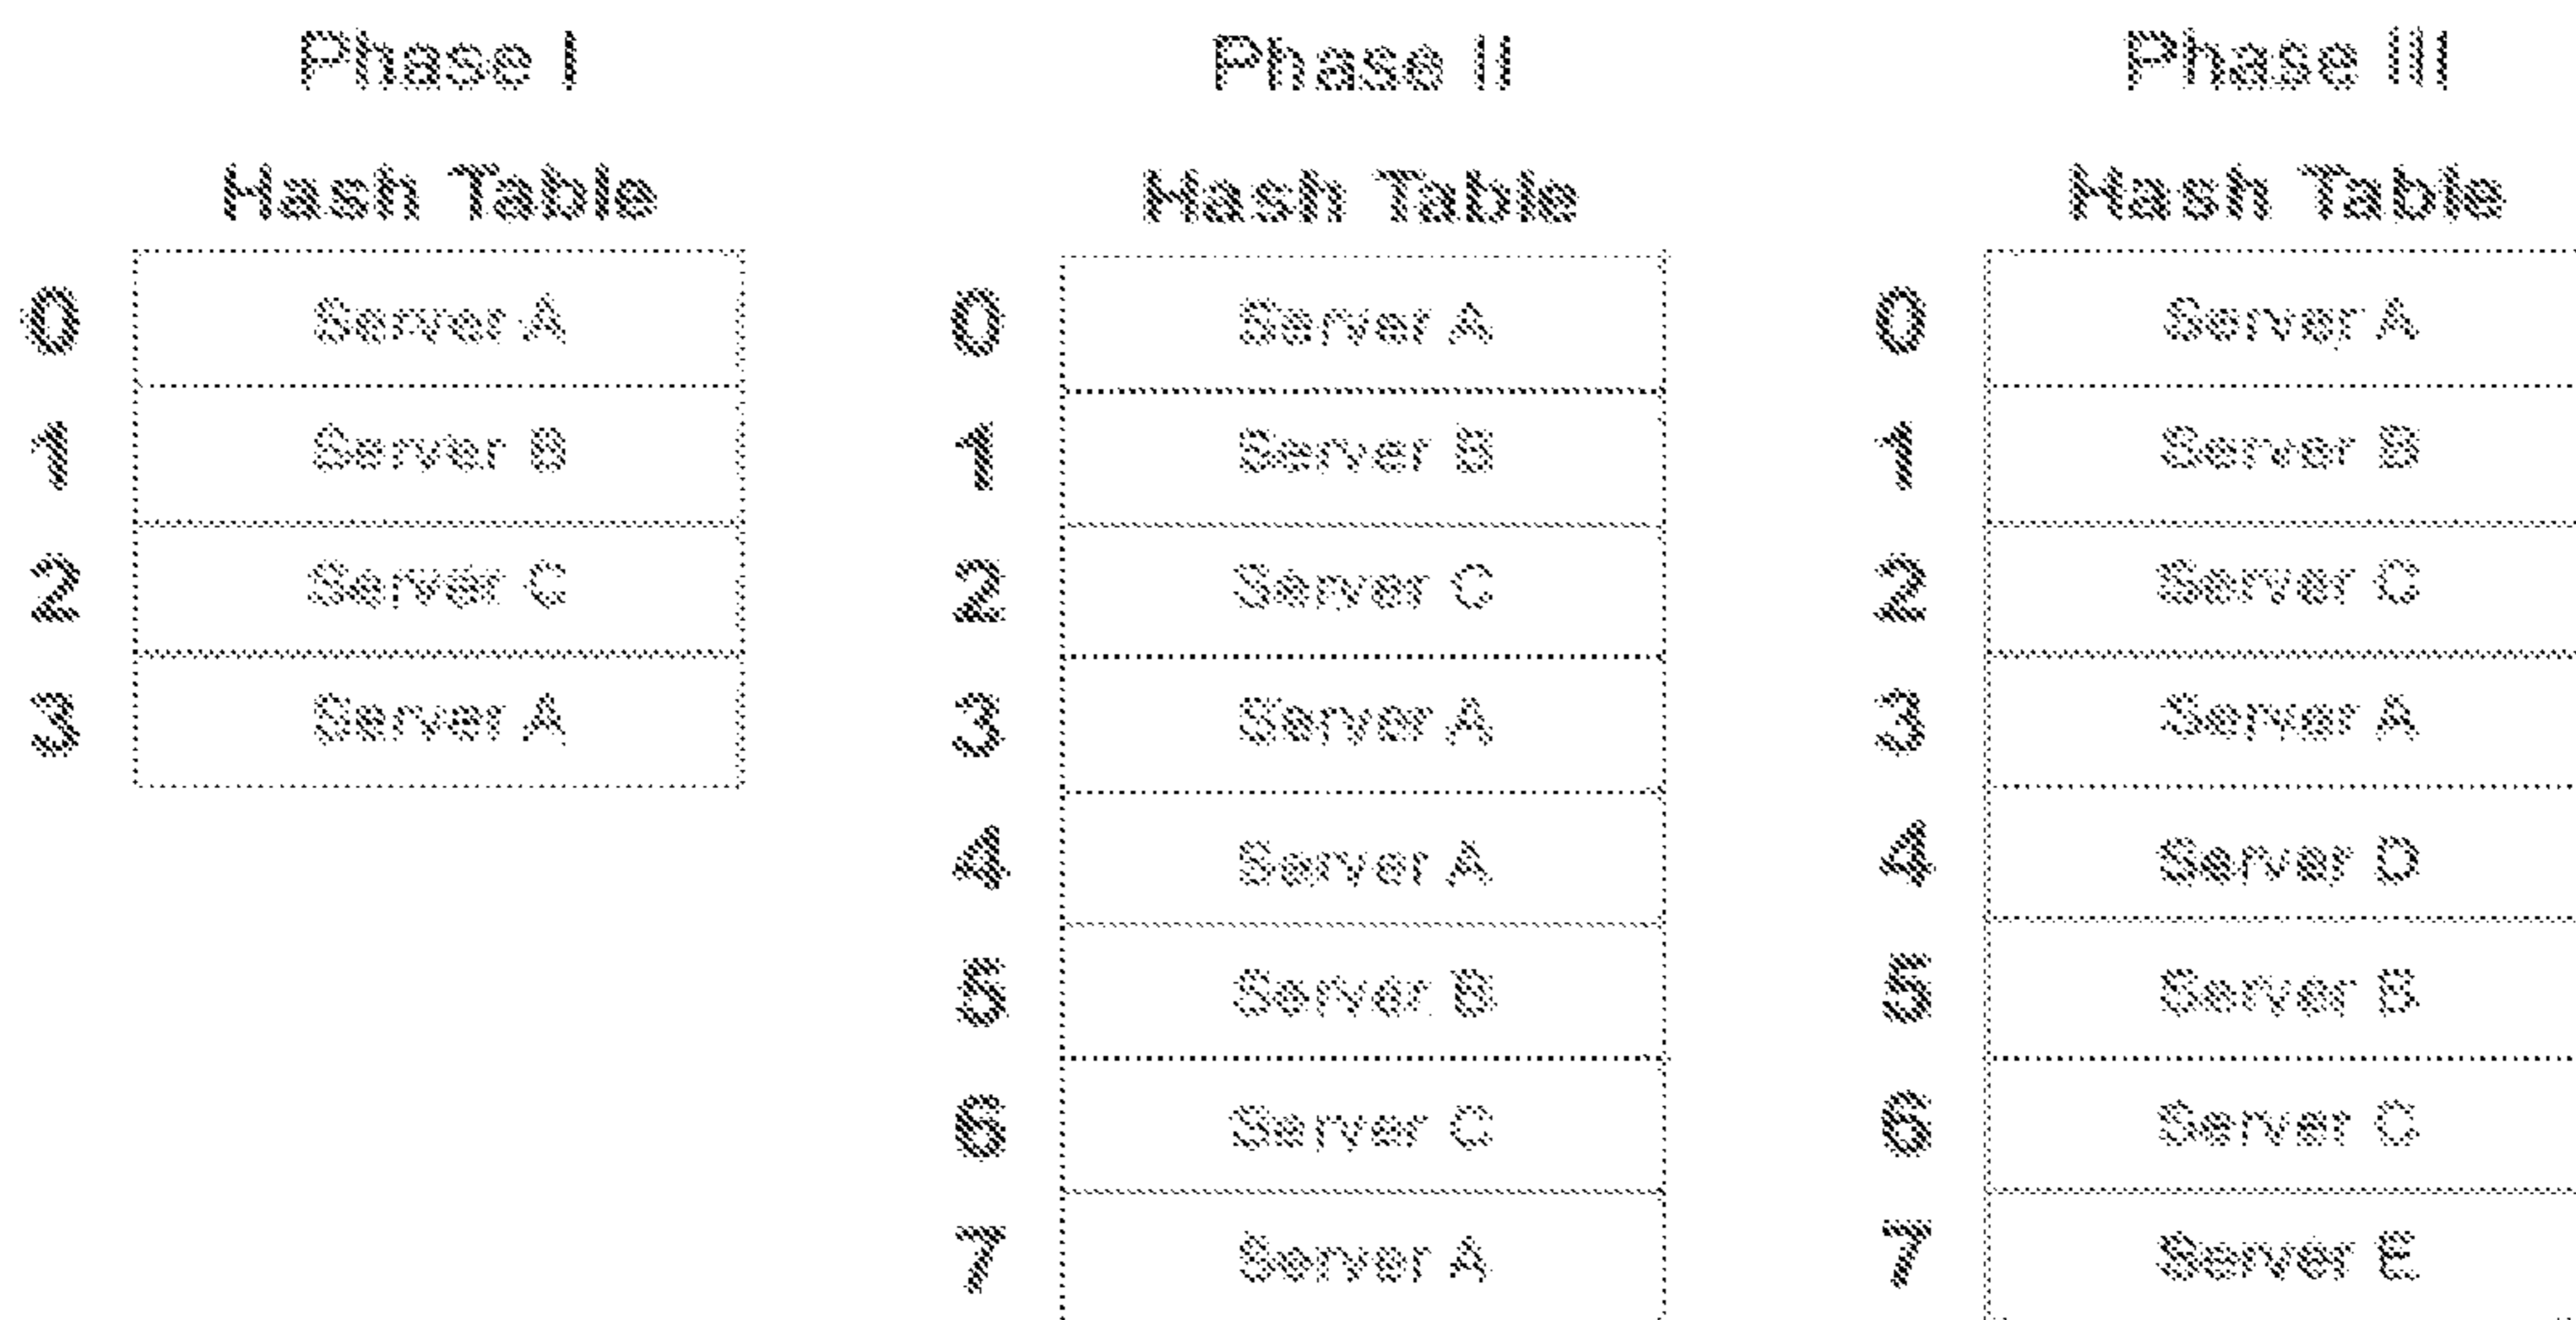 Phase I
Hash Table
0 Server A
1 Server B
2 Server C
3 Server A
Phase II
Hash Table
0 Server A
1 Server B
2 Server C
3 Server A
4 Server A
5 Server B
6 Server C
7 Server A
Phase III
Hash Table
0 Server A
1 Server B
2 Server C
3 Server A
4 Server D
5 Server B
6 Server C
7 Server E